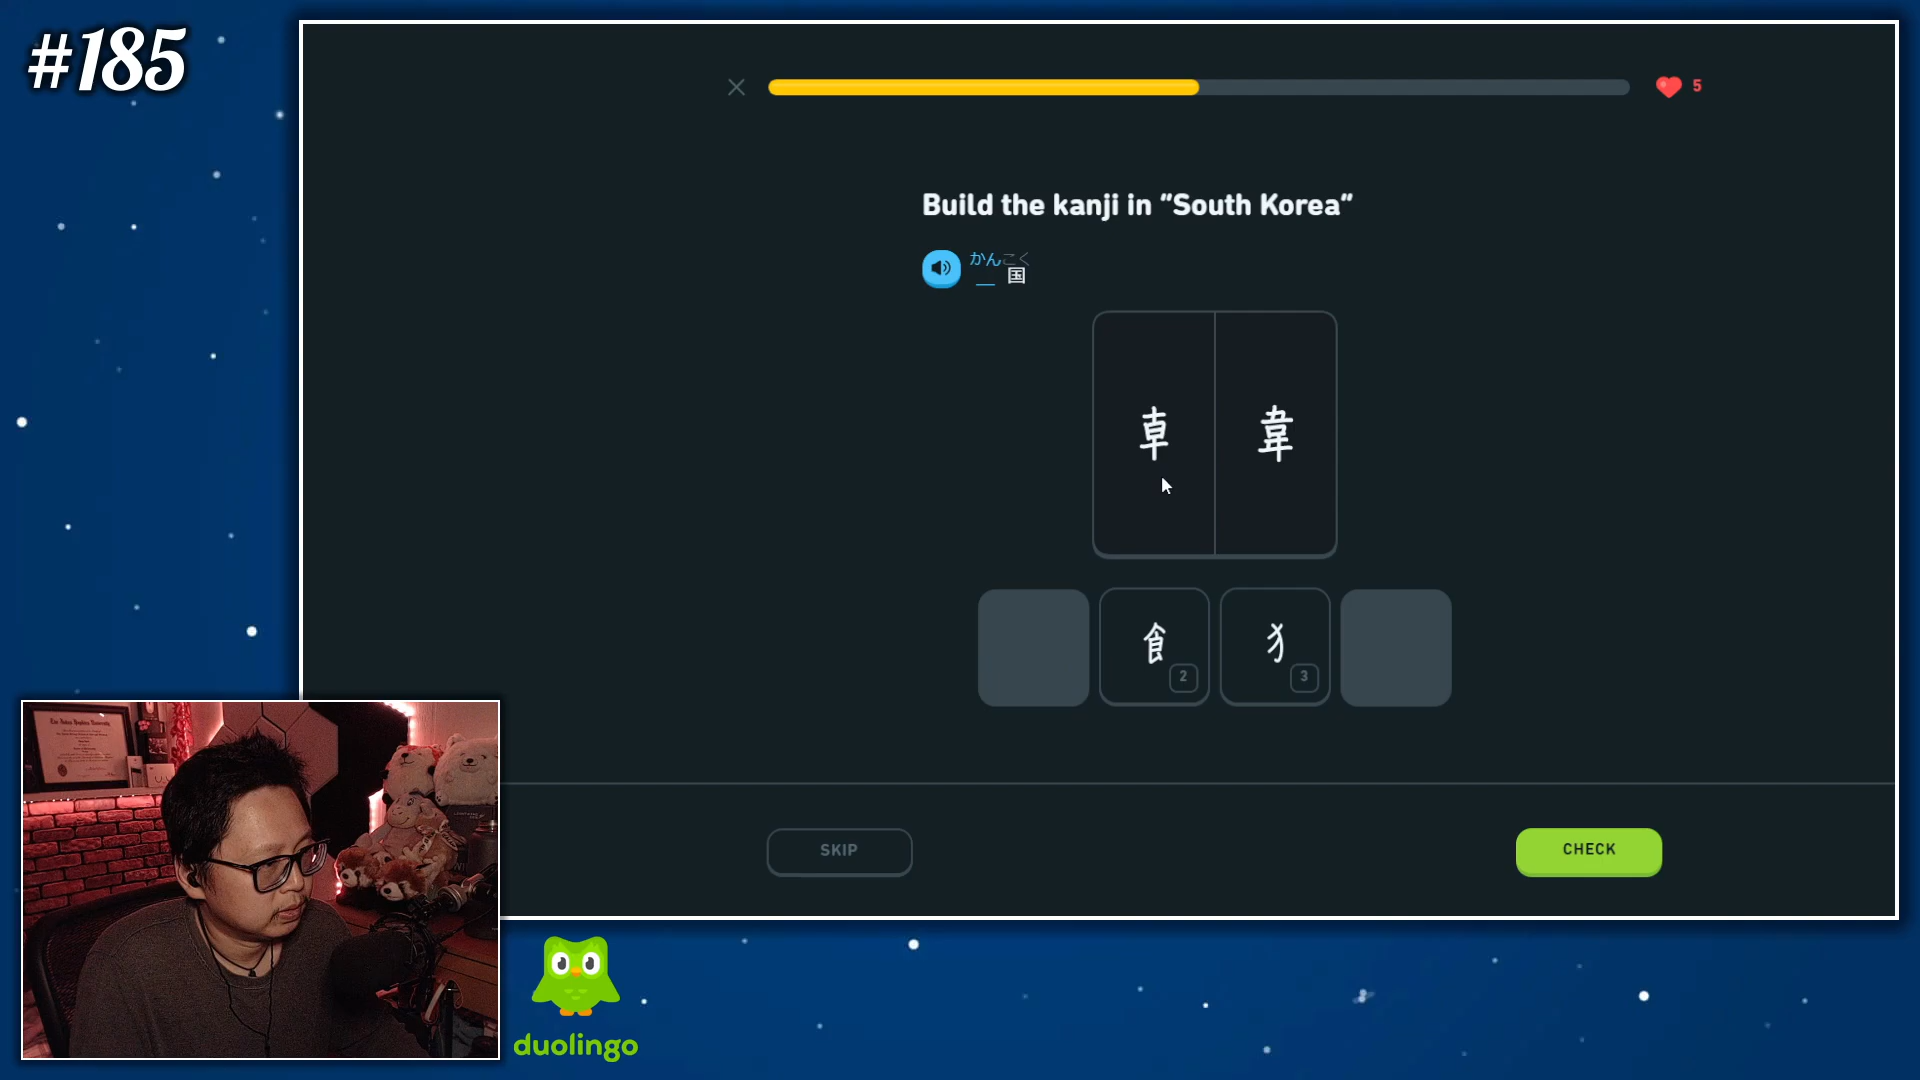 #185
5
Build the kanji in "South Korea"
かんこく
__ 国
𠦝 韋
飠 2
犭 3
SKIP
CHECK
duolingo